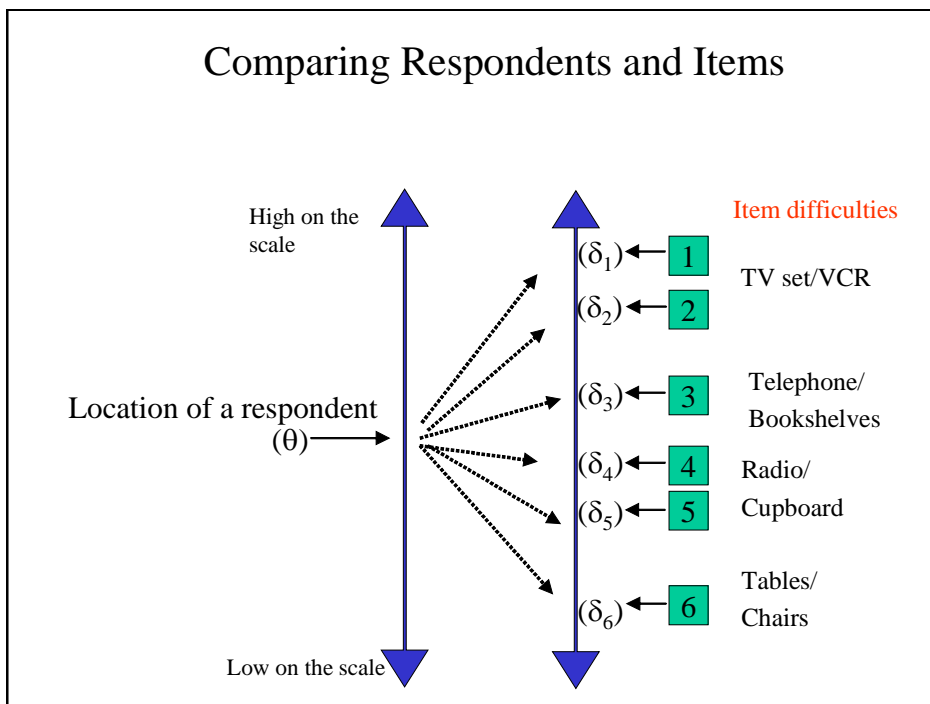 Comparing Respondents and Items
High on the
scale
Item difficulties
(δ₁)
1
TV set/VCR
(δ₂)
2
Telephone/
Bookshelves
(δ₃)
3
Location of a respondent
(θ)
(δ₄)
4
Radio/
Cupboard
(δ₅)
5
Tables/
Chairs
(δ₆)
6
Low on the scale